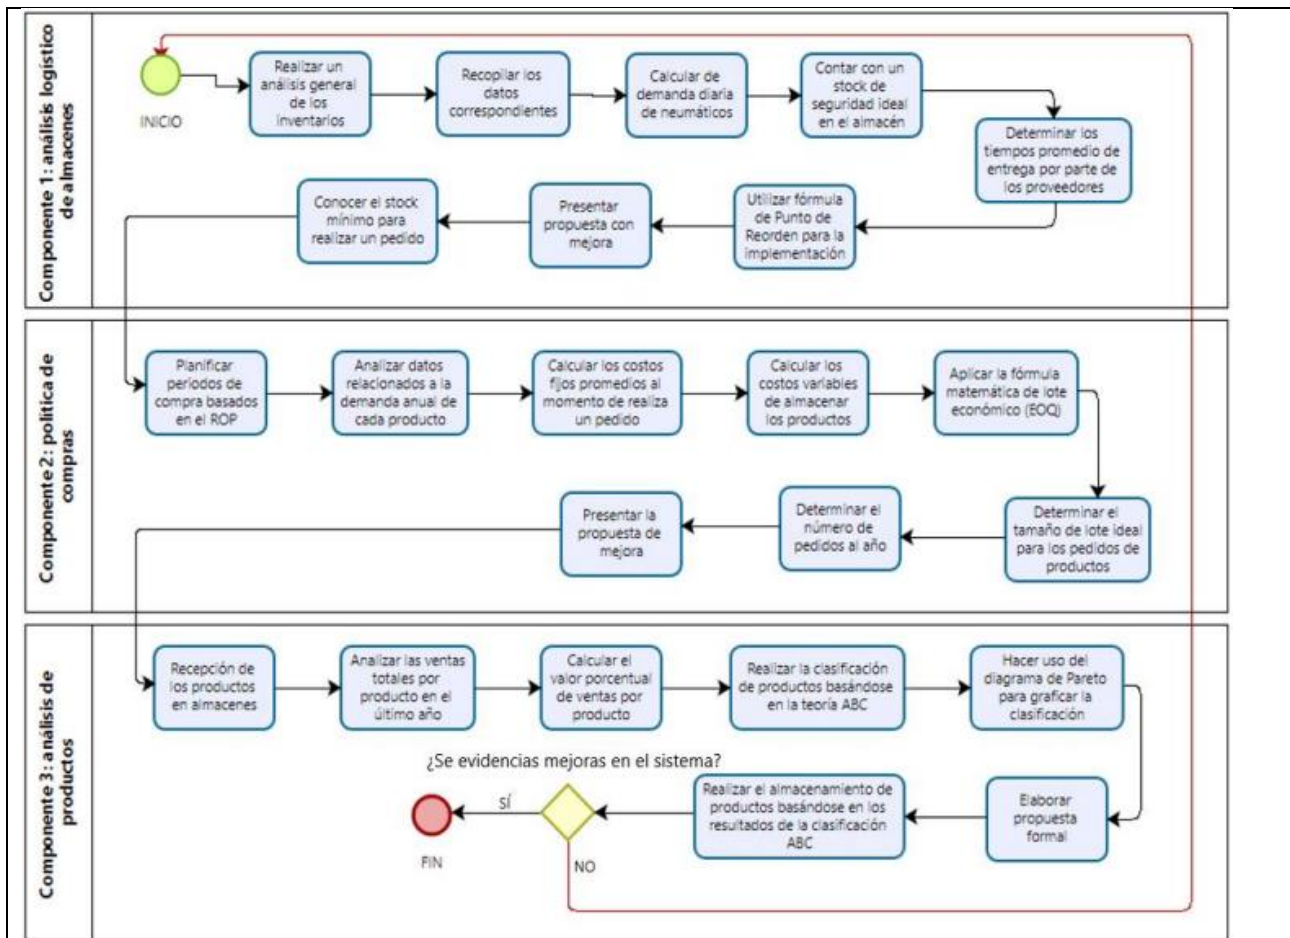 Componente 1: análisis logístico
de almacenes
INICIO
Realizar un
análisis general
de los
inventarios
Recopilar los
datos
correspondientes
Calcular de
demanda diaria
de neumáticos
Contar con un
stock de
seguridad ideal
en el almacén
Determinar los
tiempos promedio de
entrega por parte de
los proveedores
Utilizar fórmula
de Punto de
Reorden para la
implementación
Presentar
propuesta con
mejora
Conocer el stock
mínimo para
realizar un pedido
Componente 2: politica de
compras
Planificar
periodos de
compra basados
en el ROP
Analizar datos
relacionados a la
demanda anual de
cada producto
Calcular los costos
fijos promedios al
momento de realiza
un pedido
Calcular los
costos variables
de almacenar
los productos
Aplicar la fórmula
matemática de lote
económico (EOQ)
Determinar el
tamaño de lote ideal
para los pedidos de
productos
Determinar el
número de
pedidos al año
Presentar la
propuesta de
mejora
Componente 3: análisis de
productos
Recepción de
los productos
en almacenes
Analizar las ventas
totales por
producto en el
último año
Calcular el
valor porcentual
de ventas por
producto
Realizar la clasificación
de productos basándose
en la teoría ABC
Hacer uso del
diagrama de Pareto
para graficar la
clasificación
Elaborar
propuesta
formal
Realizar el almacenamiento de
productos basándose en los
resultados de la clasificación
ABC
¿Se evidencias mejoras en el sistema?
SÍ
NO
FIN